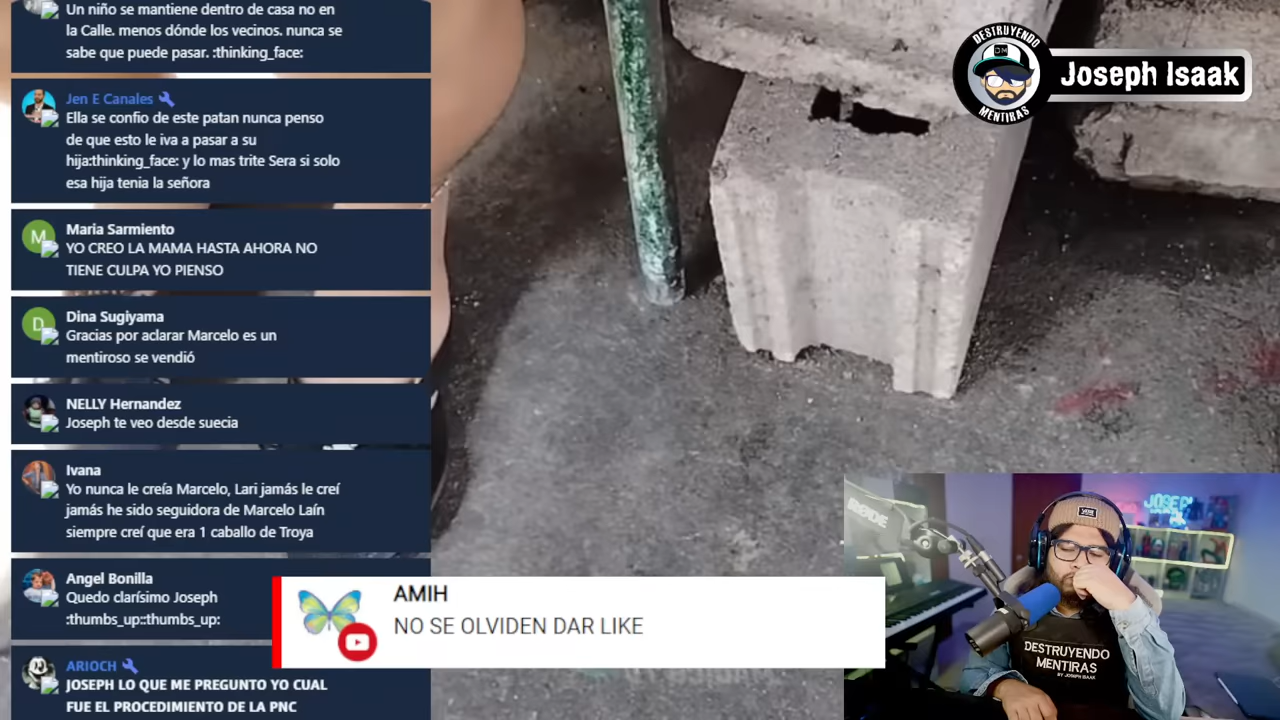 Un niño se mantiene dentro de casa no en
la Calle. menos dónde los vecinos. nunca se
sabe que puede pasar. :thinking_face:
Jen E Canales
Ella se confio de este patan nunca penso
de que esto le iva a pasar a su
hija:thinking_face: y lo mas trite Sera si solo
esa hija tenia la señora
M
Maria Sarmiento
YO CREO LA MAMA HASTA AHORA NO
TIENE CULPA YO PIENSO
D
Dina Sugiyama
Gracias por aclarar Marcelo es un
mentiroso se vendió
NELLY Hernandez
Joseph te veo desde suecia
Ivana
Yo nunca le creía Marcelo, Lari jamás le creí
jamás he sido seguidora de Marcelo Laín
siempre creí que era 1 caballo de Troya
Angel Bonilla
Quedo clarísimo Joseph
:thumbs_up::thumbs_up:
ARIOCH
JOSEPH LO QUE ME PREGUNTO YO CUAL
FUE EL PROCEDIMIENTO DE LA PNC
AMIH
NO SE OLVIDEN DAR LIKE
DESTRUYENDO
DM
MENTIRAS
Joseph Isaak
RODE
JOSEPH
DESTRUYENDO
MENTIRAS
BY JOSEPH ISAAK